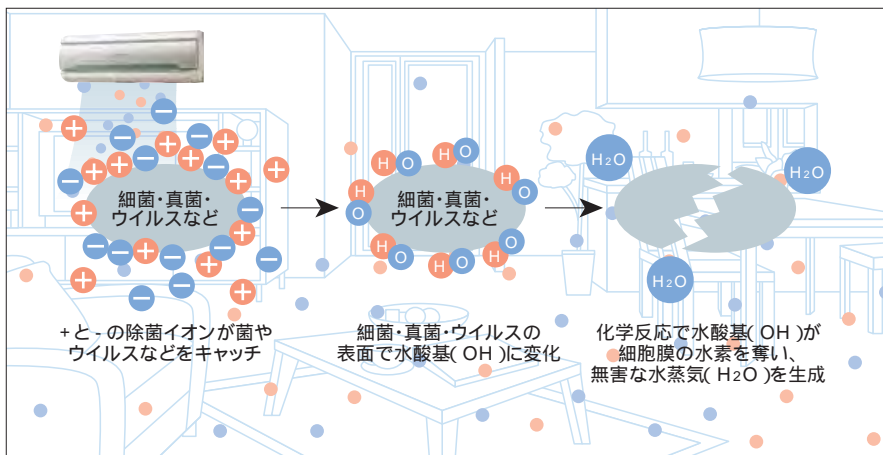 細菌・真菌・
ウイルスなど
+と-の除菌イオンが菌や
ウイルスなどをキャッチ
H O
H O
H
O
H
O
細菌・真菌・
ウイルスなど
H
O
H O
H
O
細菌・真菌・ウイルスの
表面で水酸基(OH)に変化
H2O
H2O
H2O
化学反応で水酸基(OH)が
細胞膜の水素を奪い、
無害な水蒸気(H2O)を生成